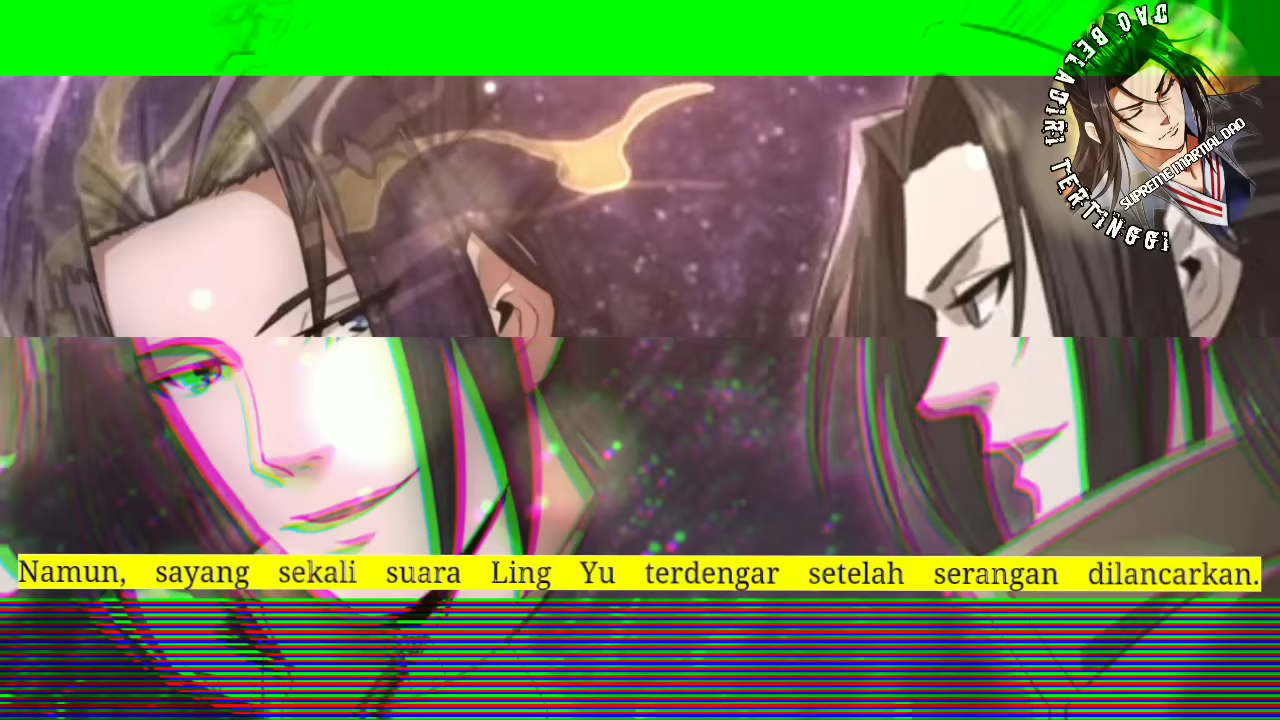 DAO BELADIRI TERTINGGI
SUPREME MARTIAL DAO
Namun, sayang sekali suara Ling Yu terdengar setelah serangan dilancarkan.